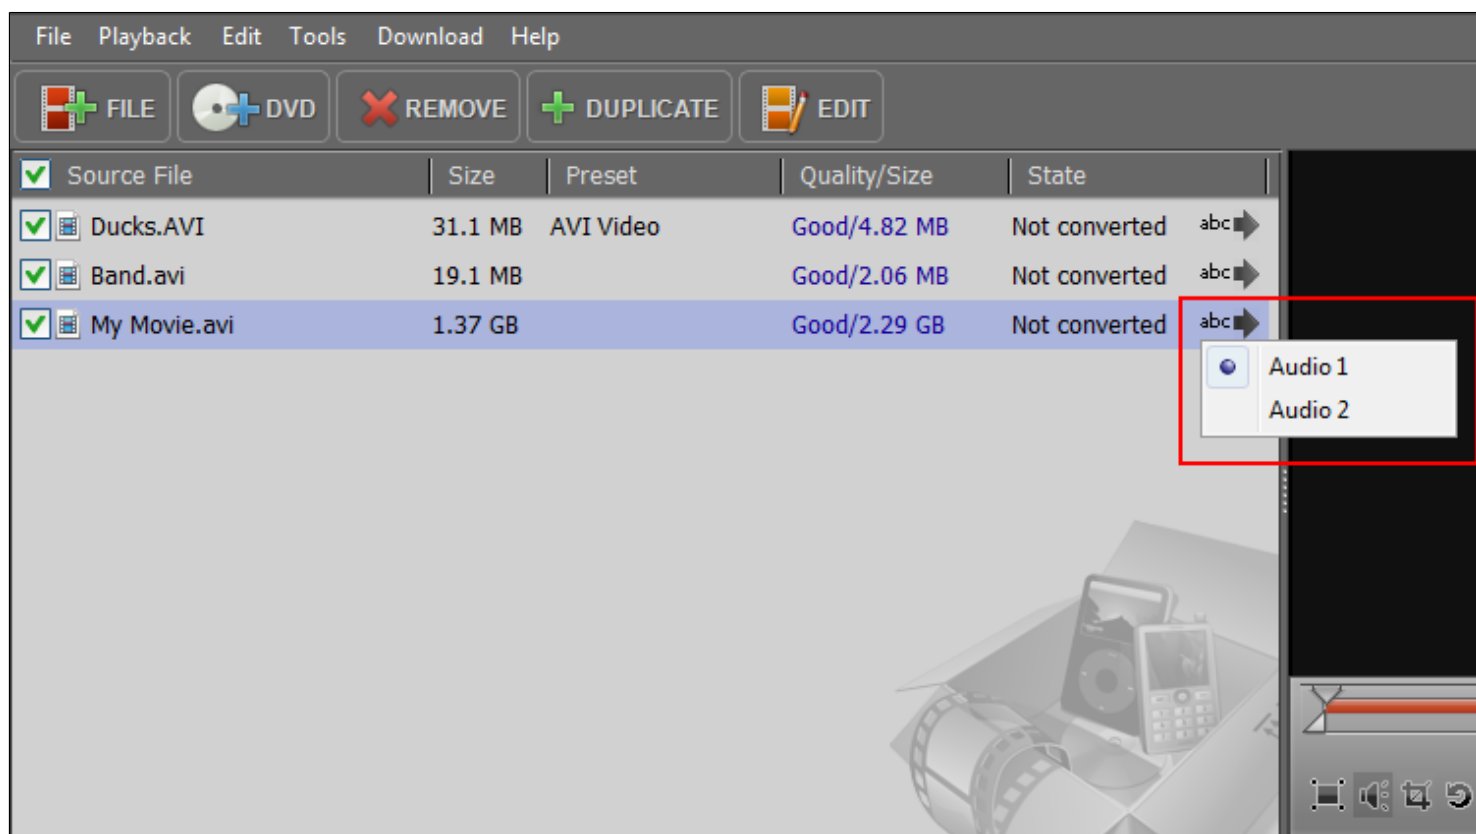 File Playback Edit Tools Download Help
FILE DVD REMOVE DUPLICATE EDIT
Source File Size Preset Quality/Size State
Ducks.AVI 31.1 MB AVI Video Good/4.82 MB Not converted abc
Band.avi 19.1 MB Good/2.06 MB Not converted abc
My Movie.avi 1.37 GB Good/2.29 GB Not converted abc
Audio 1
Audio 2